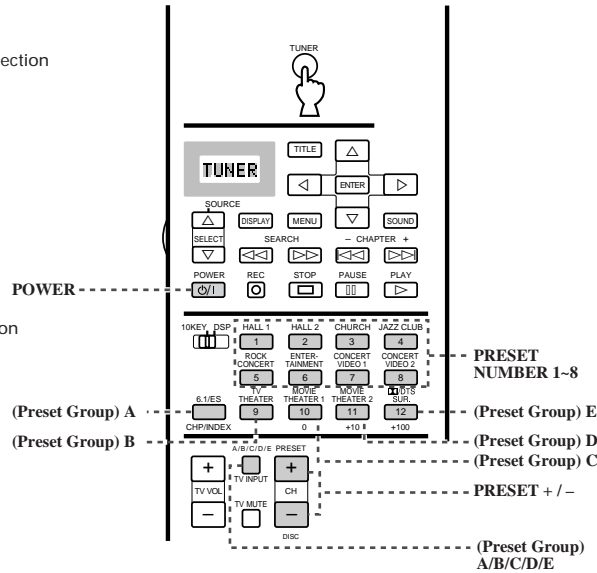 TUNER
ection
TITLE
TUNER
ENTER
SOURCE
DISPLAY
MENU
SOUND
SELECT
SEARCH
– CHAPTER +
POWER
REC
STOP
PAUSE
PLAY
POWER
on
10KEY DSP
HALL 1
HALL 2
CHURCH
JAZZ CLUB
1
2
3
4
ROCK CONCERT
ENTER-TAINMENT
CONCERT VIDEO 1
CONCERT VIDEO 2
5
6
7
8
PRESET
NUMBER 1~8
6.1/ES
TV THEATER
MOVIE THEATER 1
MOVIE THEATER 2
/DTS SUR.
(Preset Group) A
9
10
11
12
(Preset Group) E
CHP/INDEX
0
+10
+100
(Preset Group) B
(Preset Group) D
(Preset Group) C
A/B/C/D/E
PRESET
+
+
TV INPUT
TV VOL
CH
PRESET + / –
TV MUTE
–
–
DISC
(Preset Group)
A/B/C/D/E